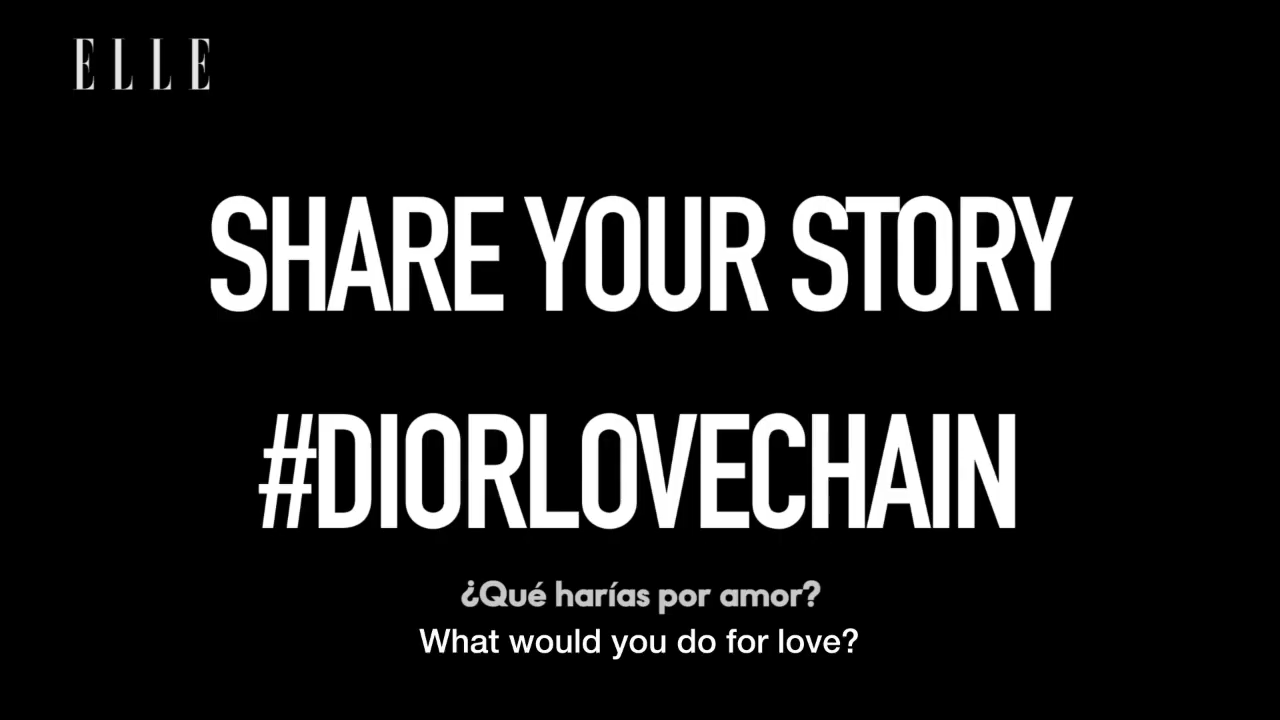 ELLE
SHARE YOUR STORY
#DIORLOVECHAIN
¿Qué harías por amor?
What would you do for love?